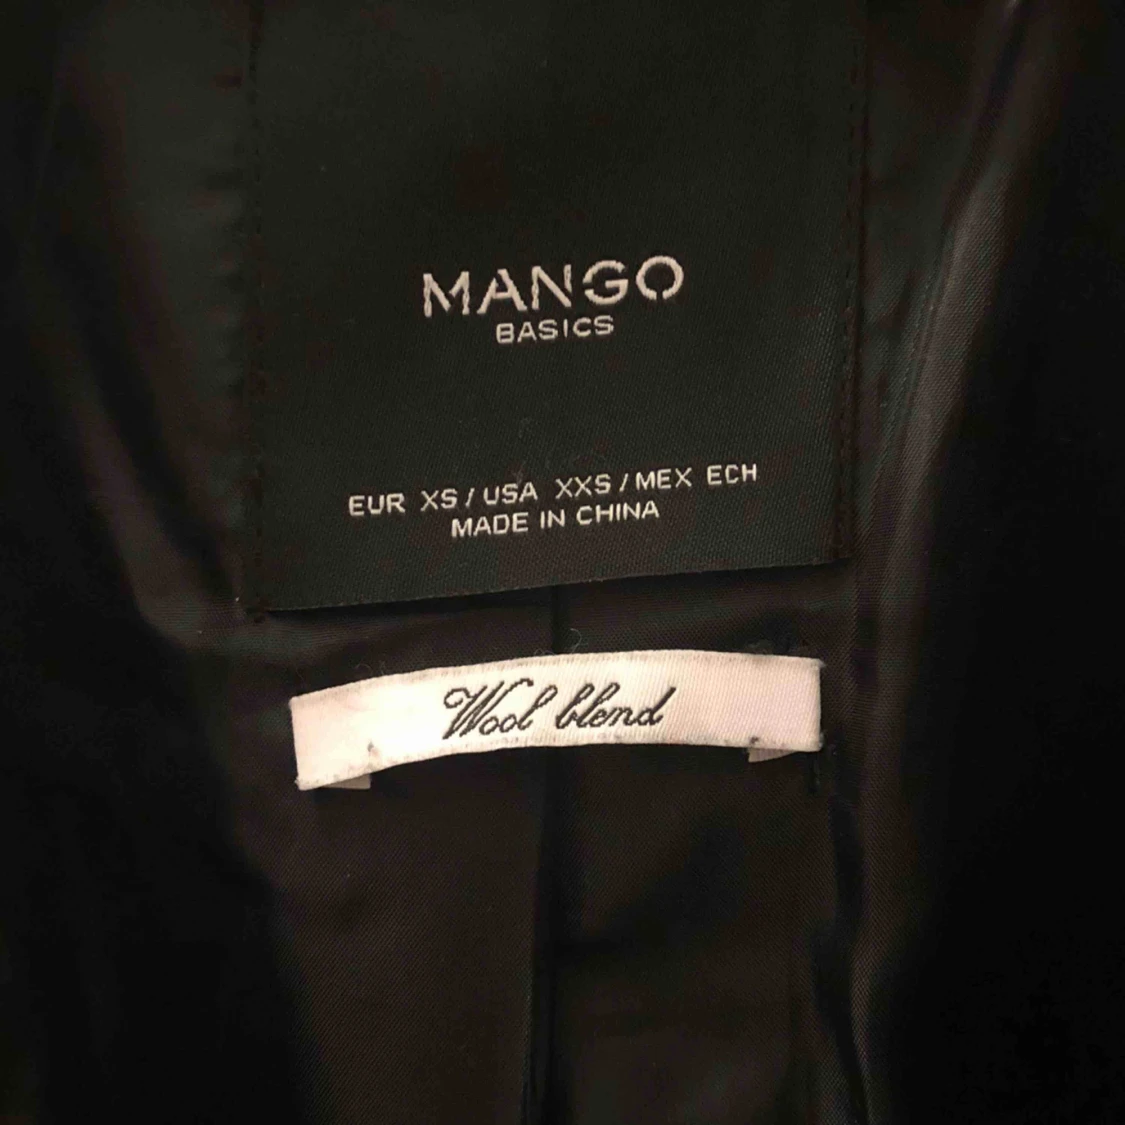 MANGO
BASICS
EUR XS / USA XXS / MEX ECH
MADE IN CHINA
Wool blend